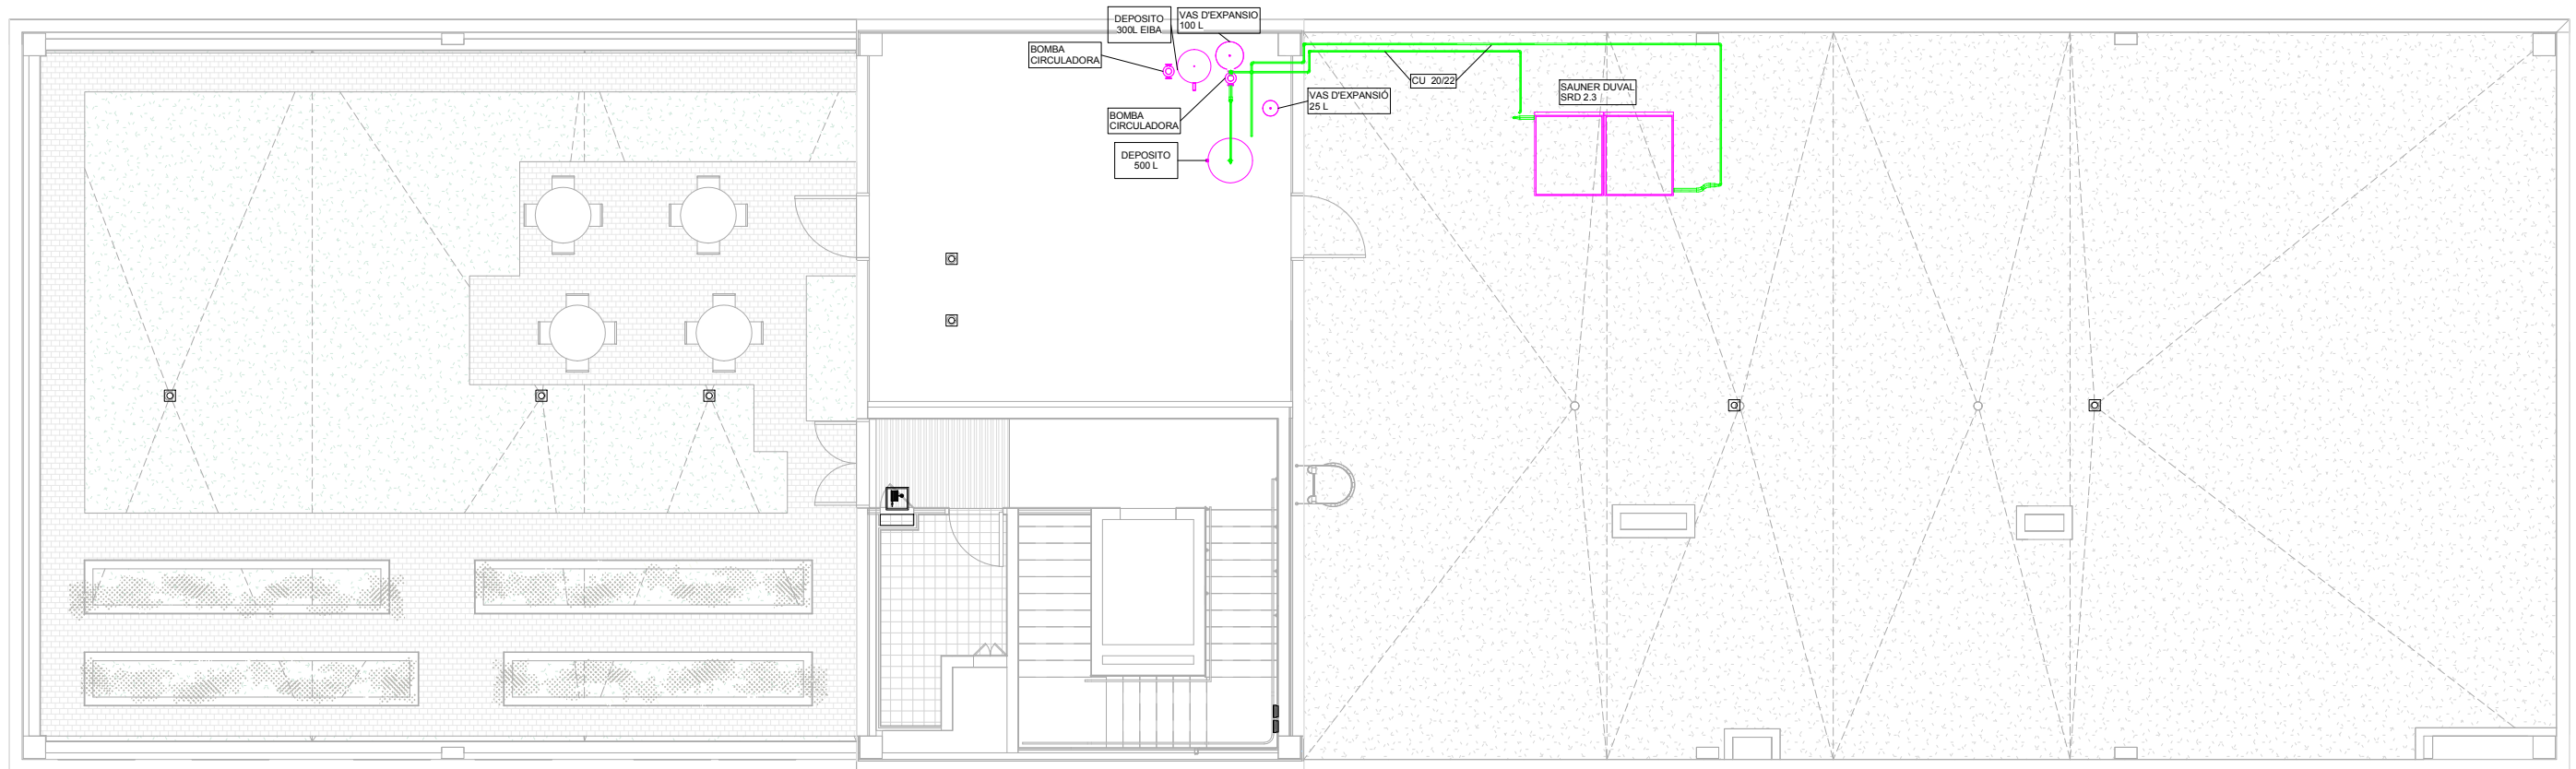 DEPOSITO
300L EIBA
VAS D'EXPANSIO
100 L
BOMBA
CIRCULADORA
CU 20/22
SAUNER DUVAL
SRD 2.3
VAS D'EXPANSIÓ
25 L
BOMBA
CIRCULADORA
DEPOSITO
500 L